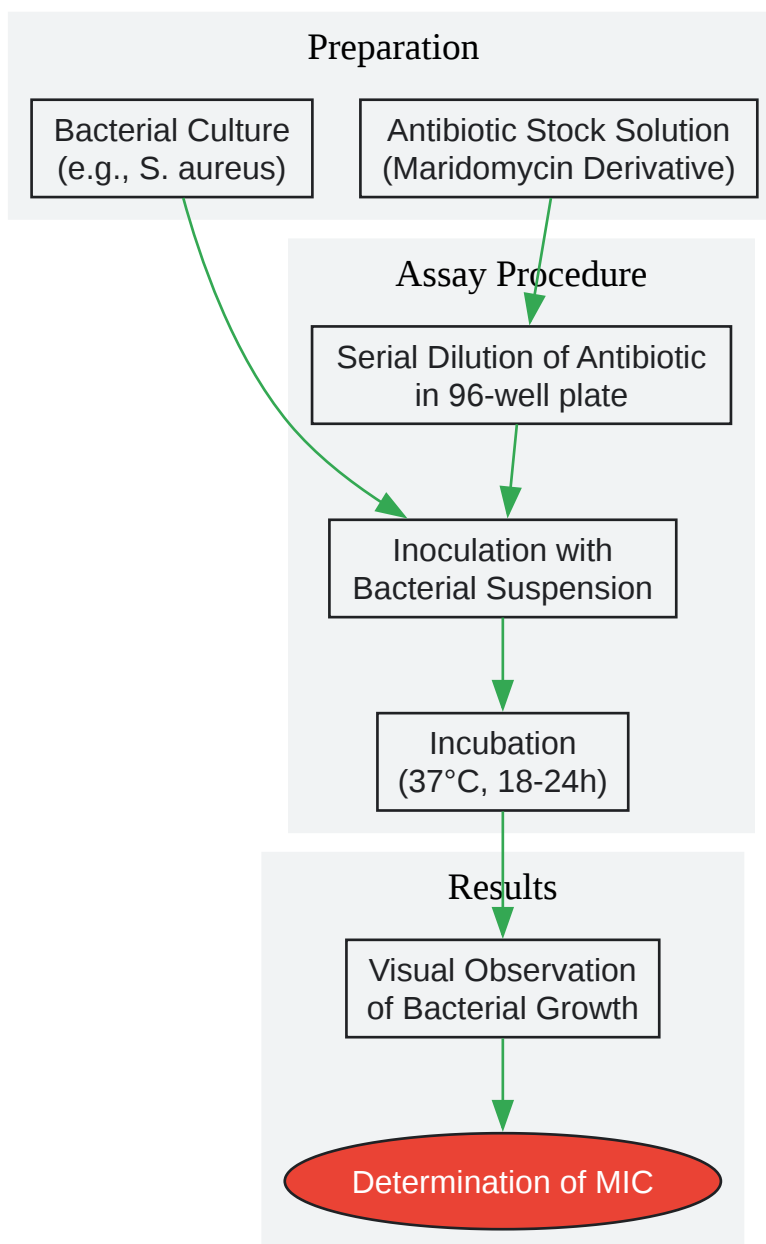 Preparation
Bacterial Culture
(e.g., S. aureus)
Antibiotic Stock Solution
(Maridomycin Derivative)
Assay Procedure
Serial Dilution of Antibiotic
in 96-well plate
Inoculation with
Bacterial Suspension
Incubation
(37°C, 18-24h)
Results
Visual Observation
of Bacterial Growth
Determination of MIC